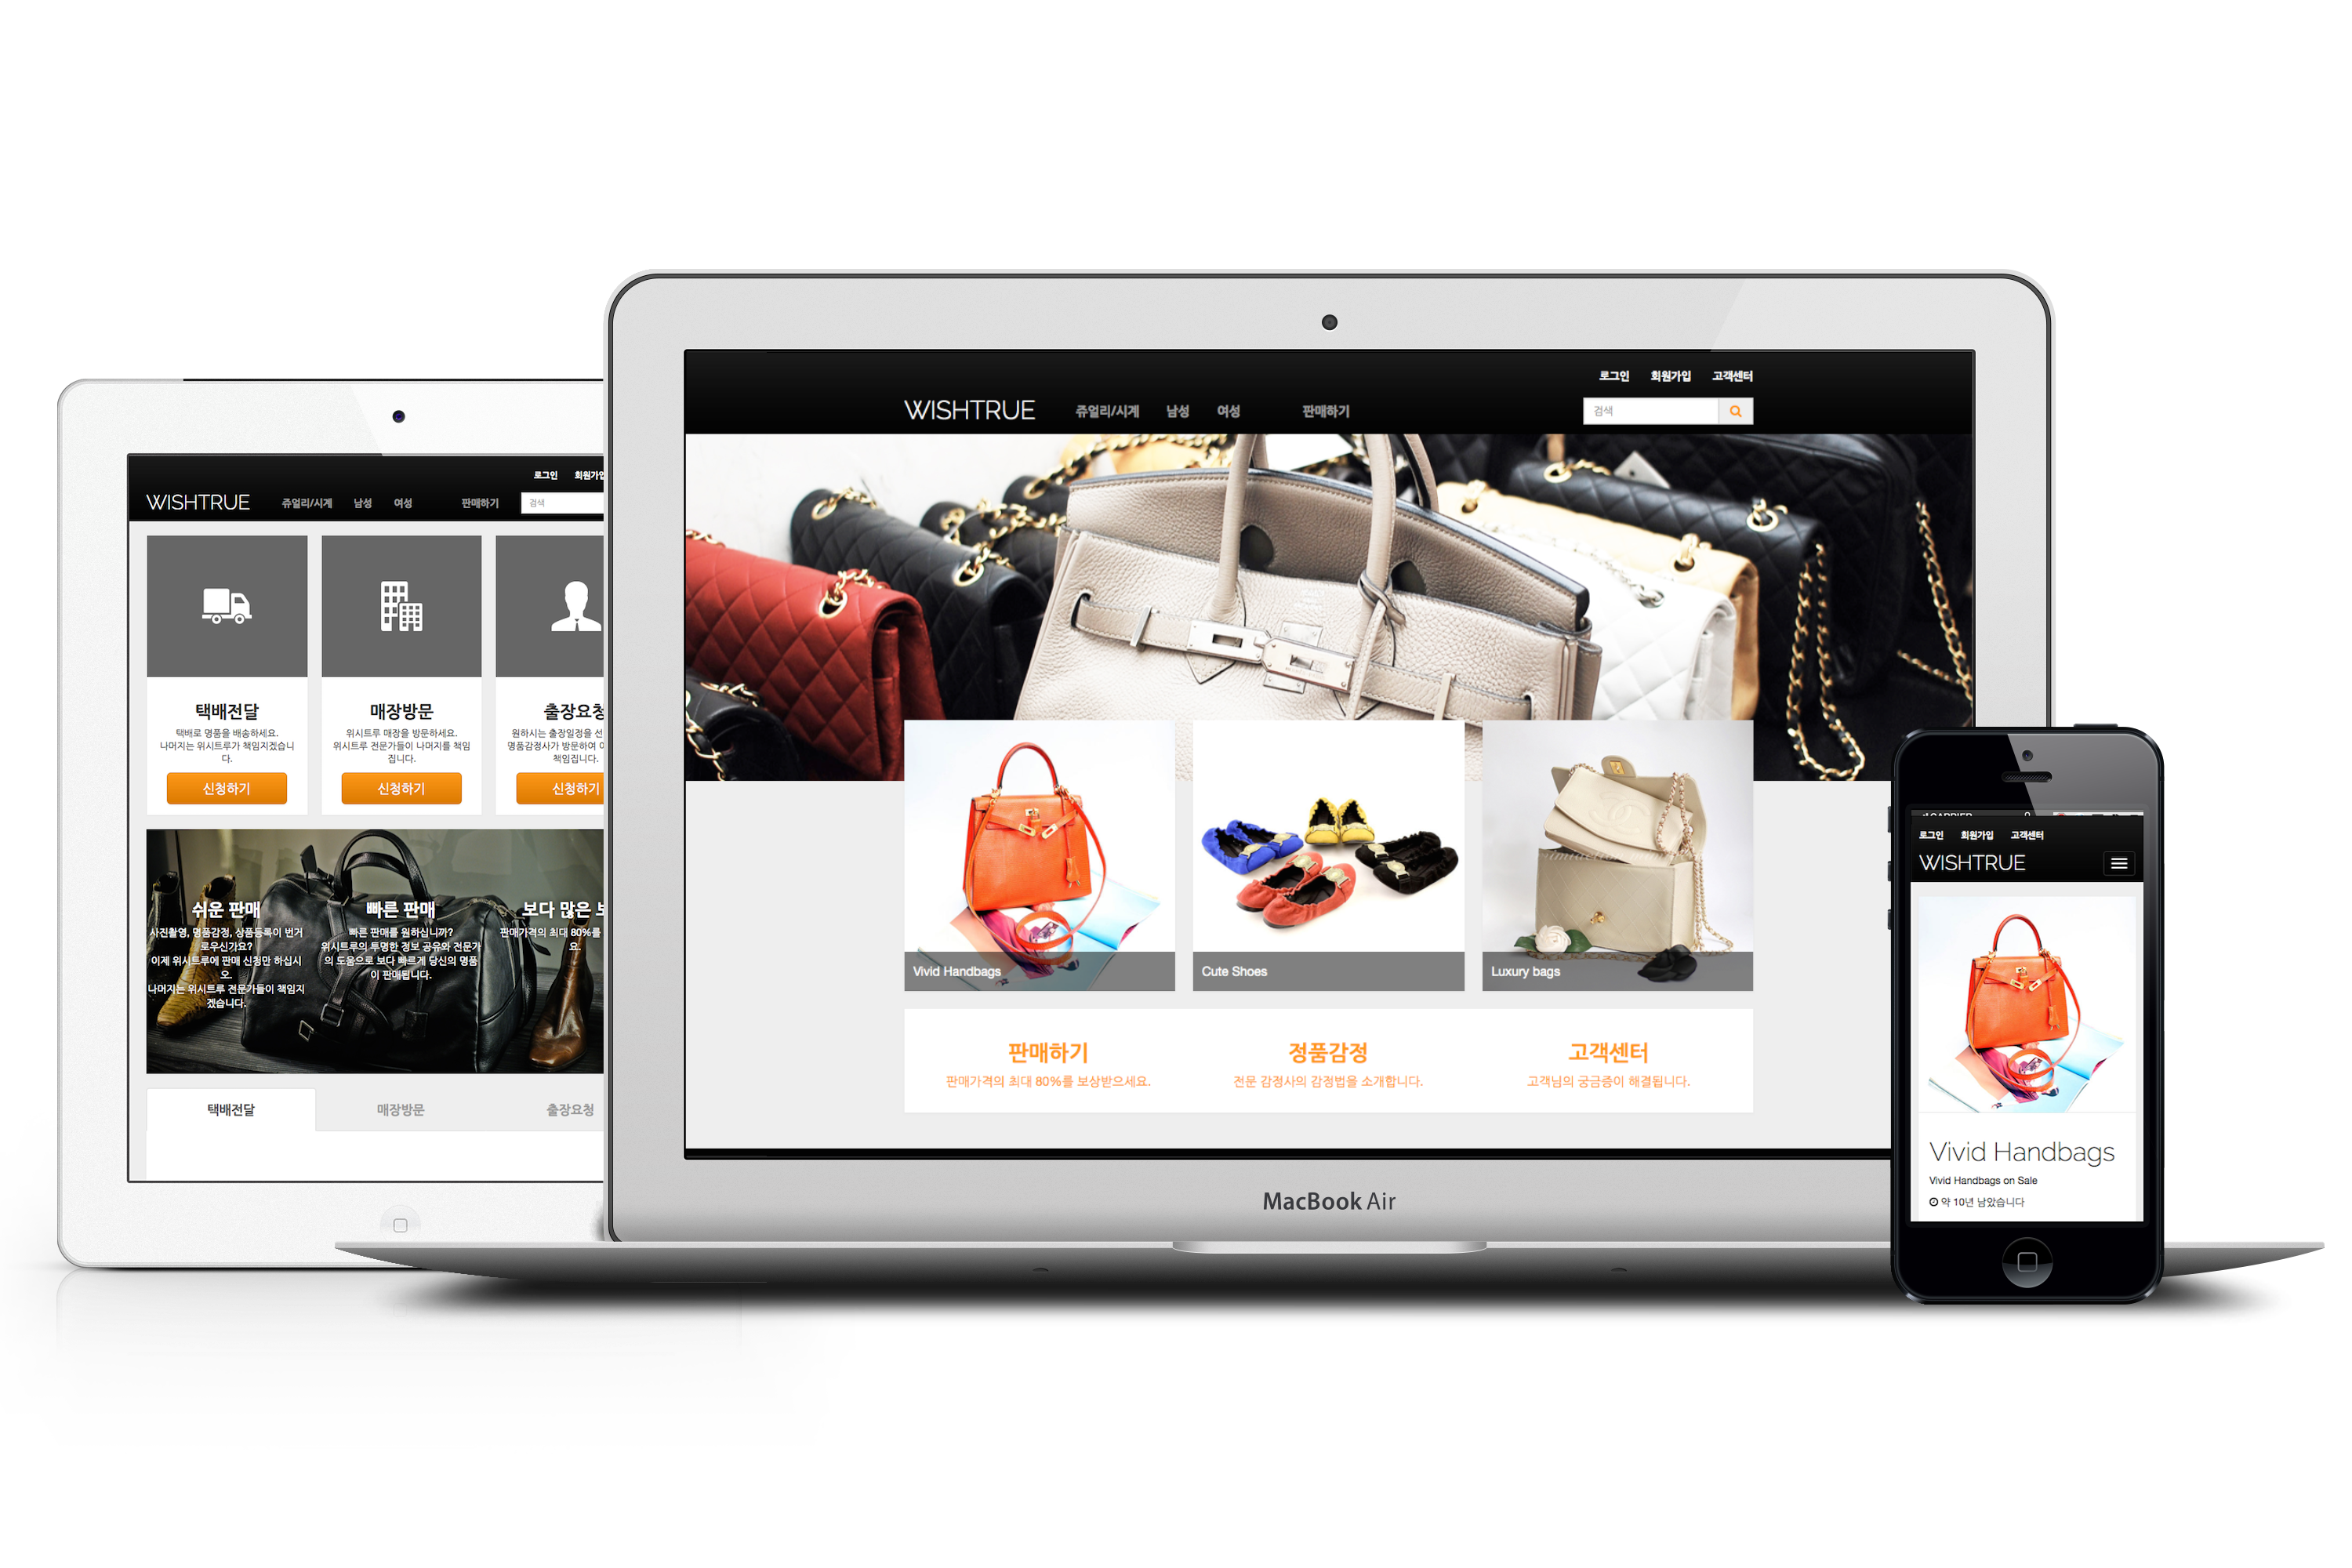 로그인 회원가입
WISHTRUE 쥬얼리/시계 남성 여성 판매하기 검색
택배전달
택배로 명품을 배송하세요.
나머지는 위시트루가 책임지겠습니
다.
신청하기
매장방문
위시트루 매장을 방문하세요.
위시트루 전문가들이 나머지를 책임
집니다.
신청하기
출장요청
원하시는 출장일정을 선
명품감정사가 방문하여
책임집니다.
신청하기
쉬운 판매
사진촬영, 명품감정, 상품등록이 번거
로우신가요?
이제 위시트루에 판매 신청만 하십시
오.
나머지는 위시트루 전문가들이 책임지
겠습니다.
빠른 판매
빠른 판매를 원하십니까?
위시트루의 투명한 정보 공유와 전문가
의 도움으로 보다 빠르게 당신의 명품
이 판매됩니다.
보다 많은
판매가격의 최대 80%를
요.
택배전달 매장방문 출장요청
로그인 회원가입 고객센터
WISHTRUE 쥬얼리/시계 남성 여성 판매하기 검색
Vivid Handbags
Cute Shoes
Luxury bags
판매하기
판매가격의 최대 80%를 보상받으세요.
정품감정
전문 감정사의 감정법을 소개합니다.
고객센터
고객님의 궁금증이 해결됩니다.
MacBook Air
로그인 회원가입 고객센터
WISHTRUE
Vivid Handbags
Vivid Handbags on Sale
약 10년 남았습니다